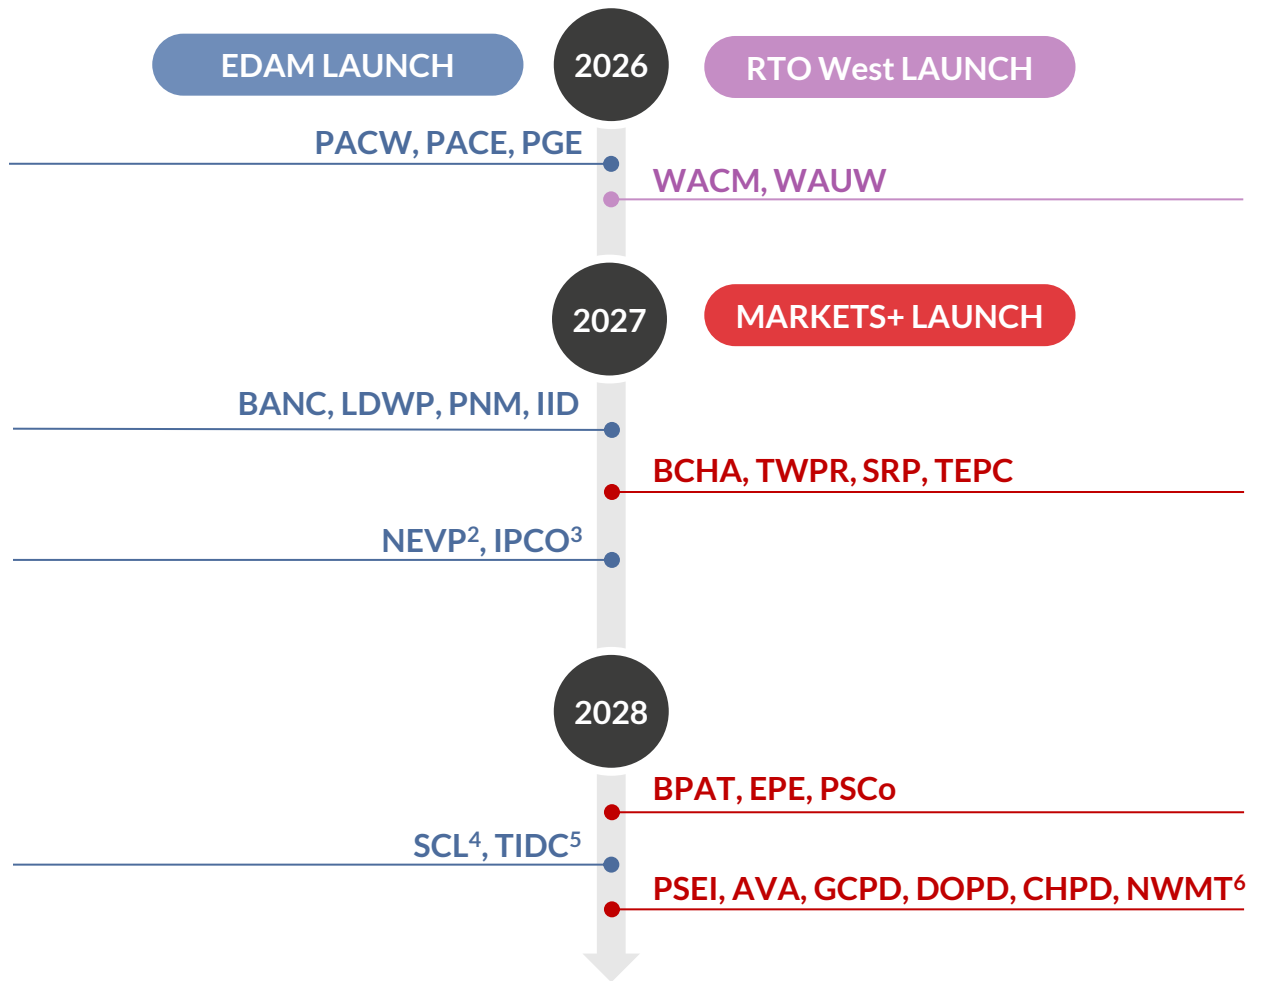 EDAM LAUNCH
2026
RTO West LAUNCH
PACW, PACE, PGE
WACM, WAUW
2027
MARKETS+ LAUNCH
BANC, LDWP, PNM, IID
BCHA, TWPR, SRP, TEPC
NEVP², IPCO³
2028
BPAT, EPE, PSCo
SCL⁴, TIDC⁵
PSEI, AVA, GCPD, DOPD, CHPD, NWMT⁶